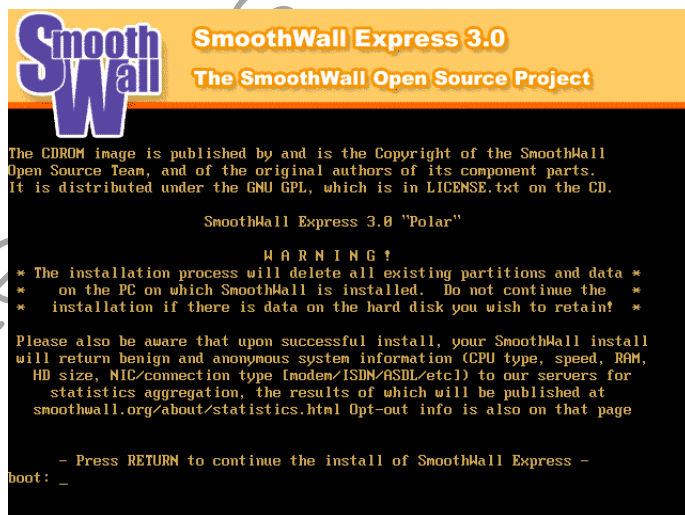 Smooth
Wall
SmoothWall Express 3.0
The SmoothWall Open Source Project
The CDROM image is published by and is the Copyright of the SmoothWall
Open Source Team, and of the original authors of its component parts.
It is distributed under the GNU GPL, which is in LICENSE.txt on the CD.
SmoothWall Express 3.0 "Polar"
W A R N I N G !
* The installation process will delete all existing partitions and data *
* on the PC on which SmoothWall is installed. Do not continue the *
* installation if there is data on the hard disk you wish to retain! *
Please also be aware that upon successful install, your SmoothWall install
will return benign and anonymous system information (CPU type, speed, RAM,
HD size, NIC/connection type [modem/ISDN/ASDL/etc]) to our servers for
statistics aggregation, the results of which will be published at
smoothwall.org/about/statistics.html Opt-out info is also on that page
- Press RETURN to continue the install of SmoothWall Express -
boot: _